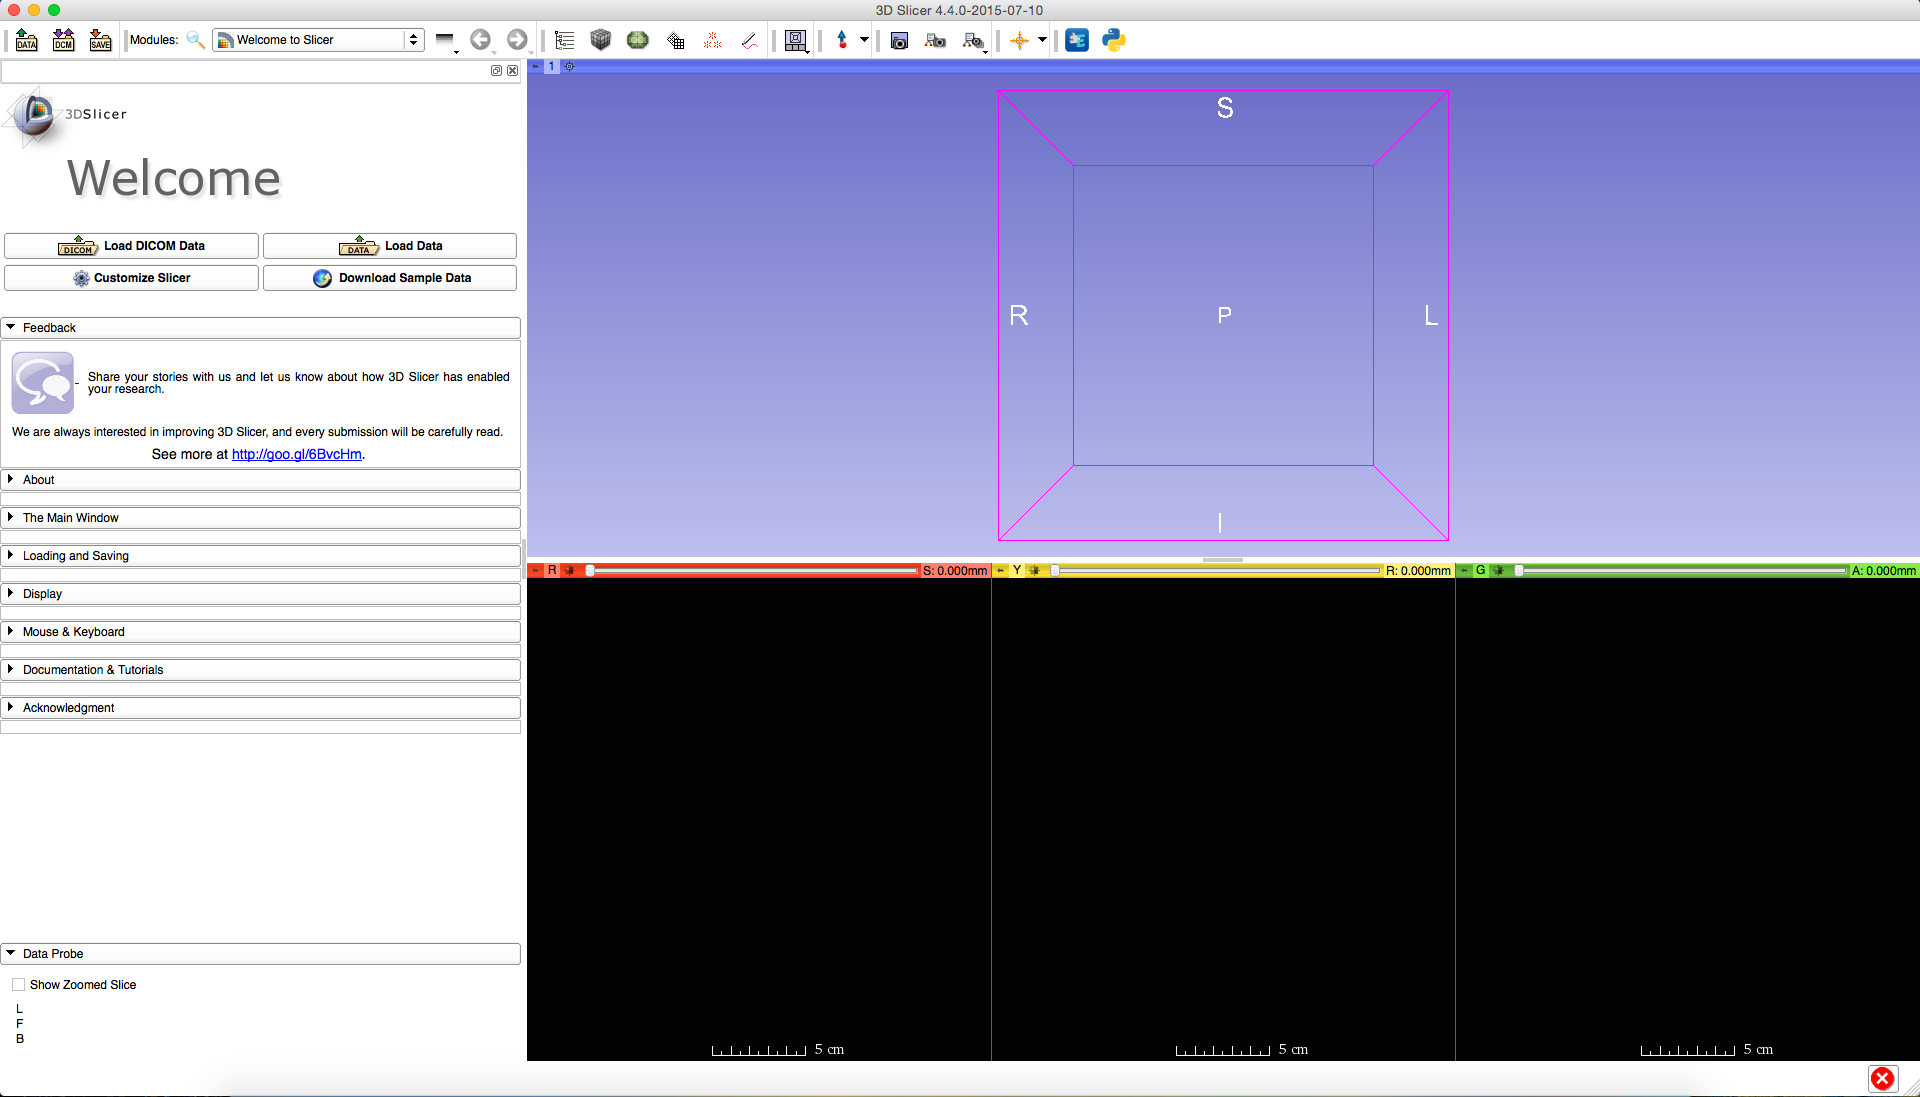 3D Slicer 4.4.0-2015-07-10
DATA DCM SAVE Modules: Welcome to Slicer
1
3DSlicer
Welcome
DICOM Load DICOM Data DATA Load Data
Customize Slicer Download Sample Data
Feedback
Share your stories with us and let us know about how 3D Slicer has enabled
your research.
We are always interested in improving 3D Slicer, and every submission will be carefully read.
See more at http://goo.gl/6BvcHm.
About
The Main Window
Loading and Saving
Display
Mouse & Keyboard
Documentation & Tutorials
Acknowledgment
Data Probe
Show Zoomed Slice
L
F
B
S
R P L
I
R S: 0.000mm Y R: 0.000mm G A: 0.000mm
5 cm 5 cm 5 cm